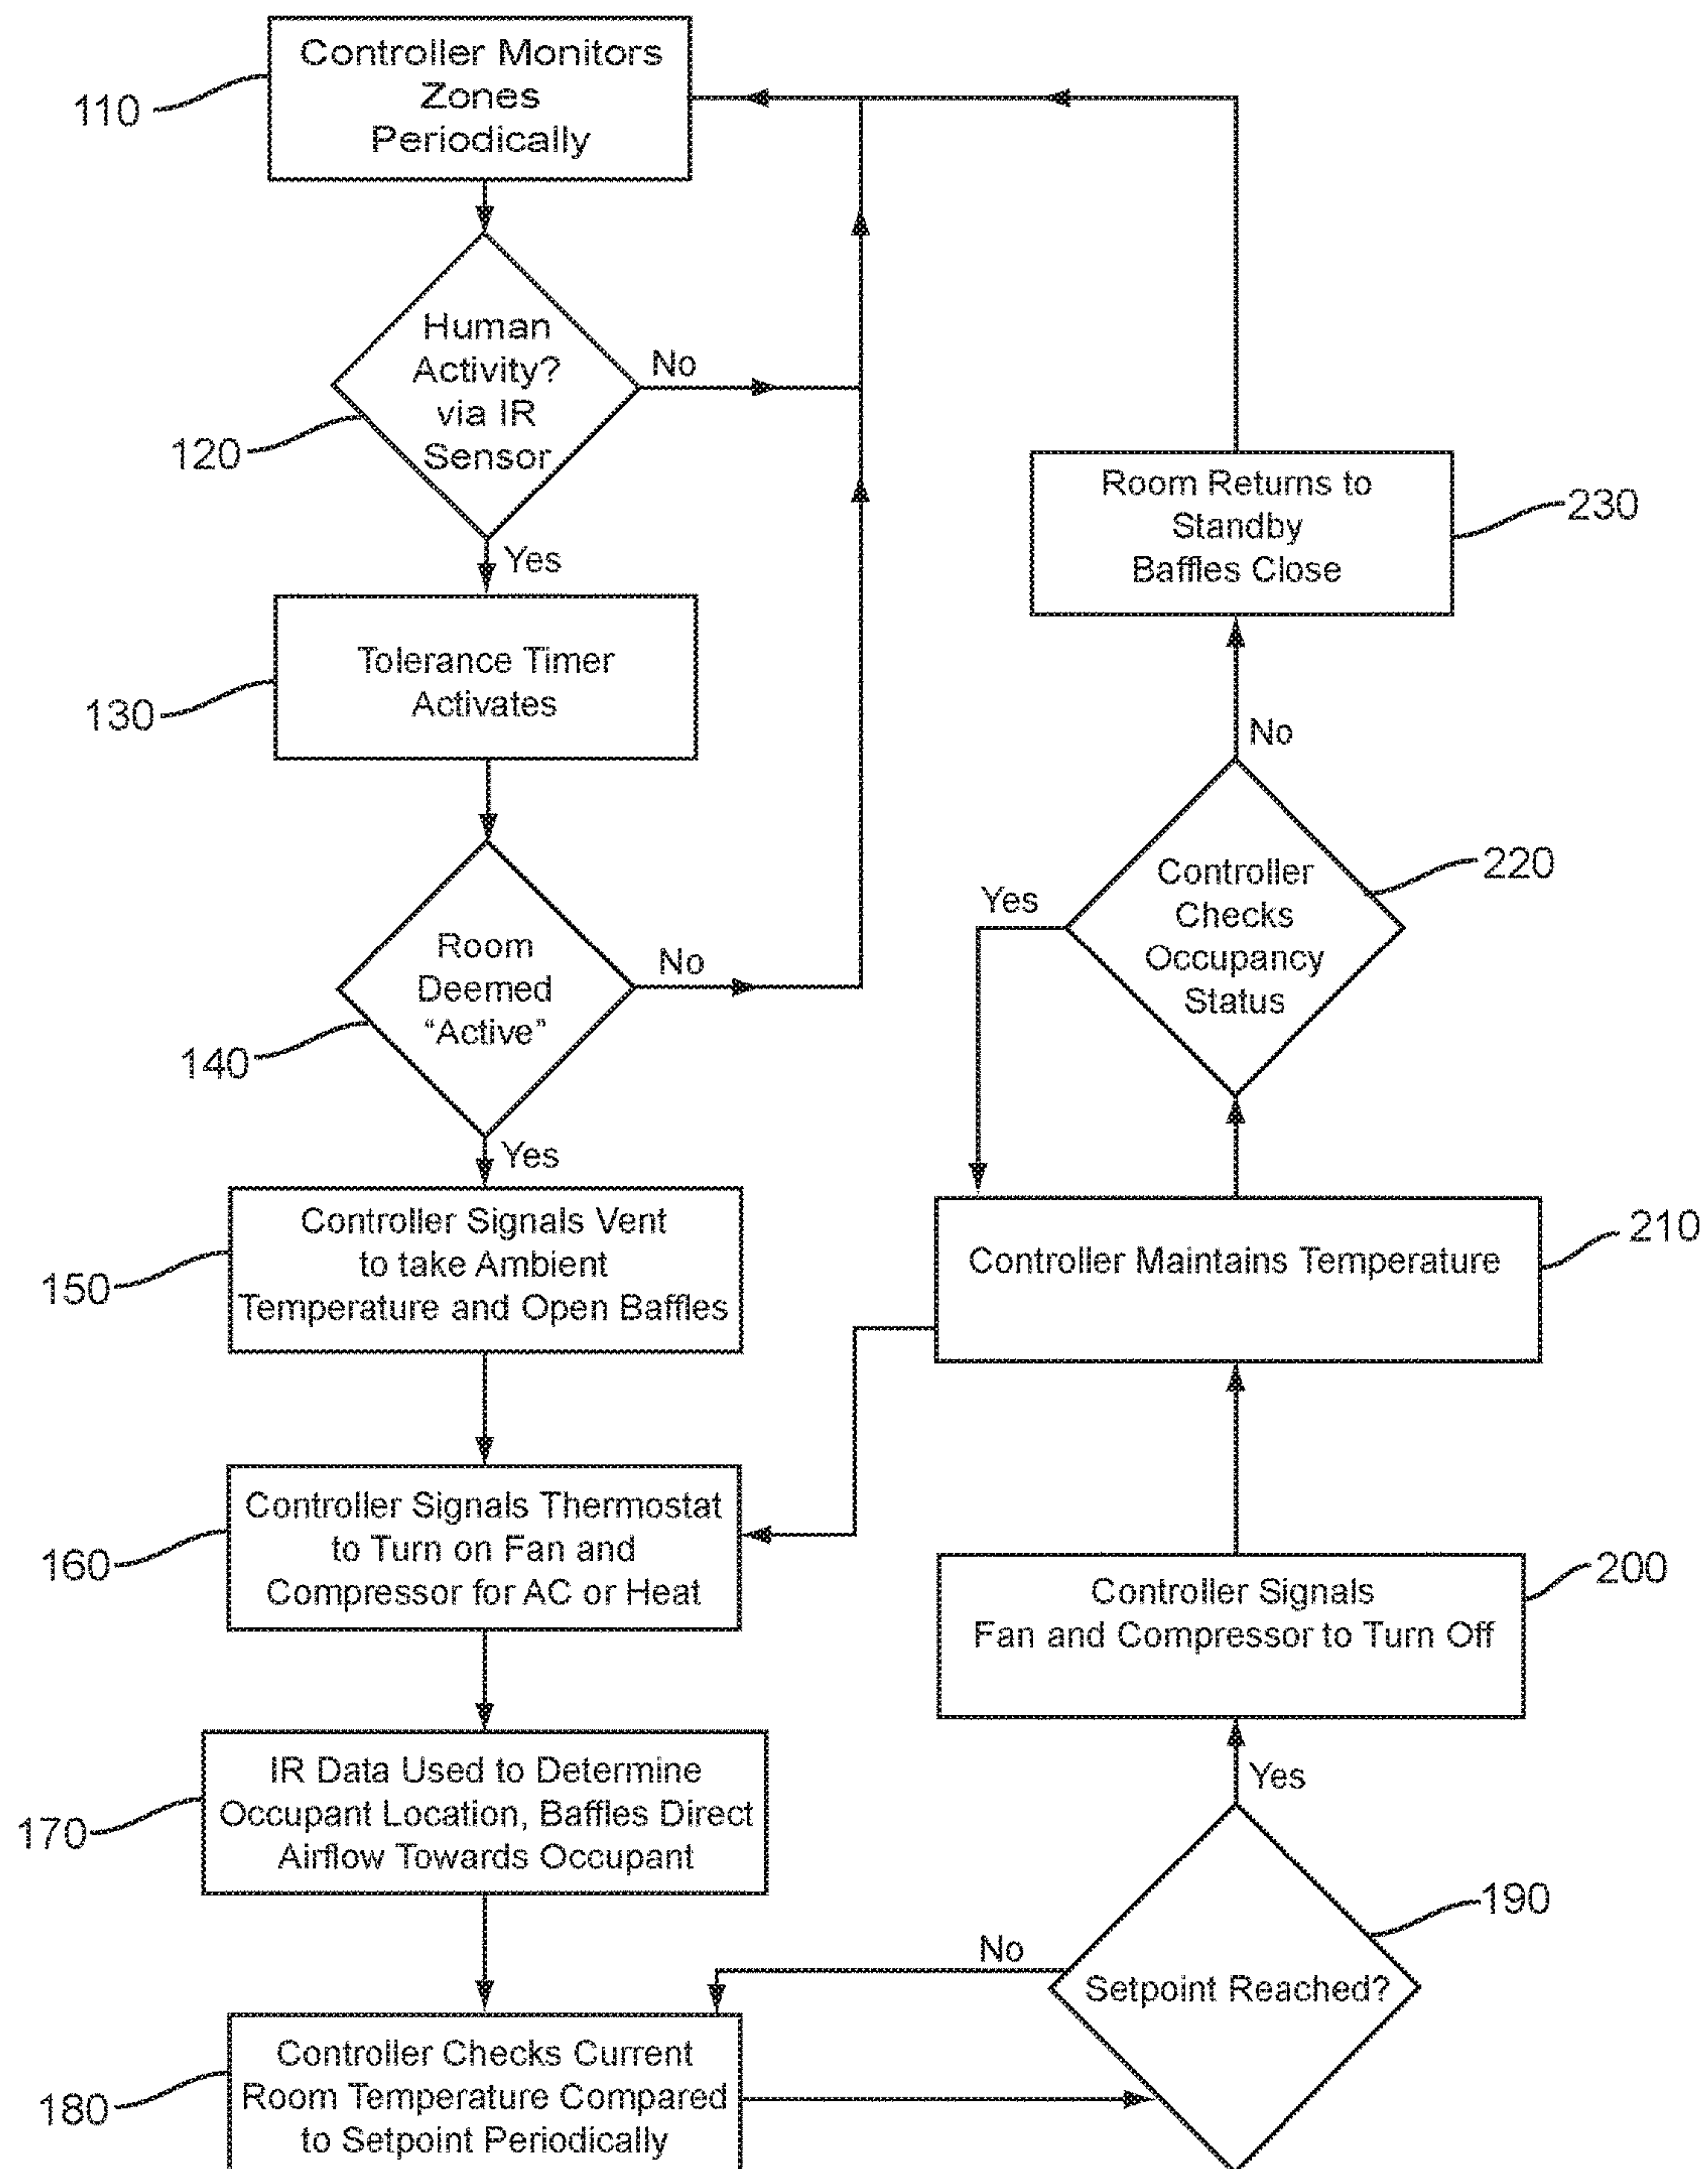 Controller Monitors
Zones
Periodically
110
Human
Activity?
via IR
Sensor
120
No
Yes
Tolerance Timer
Activates
130
Room
Deemed
“Active”
140
No
Yes
Controller Signals Vent
to take Ambient
Temperature and Open Baffles
150
Controller Signals Thermostat
to Turn on Fan and
Compressor for AC or Heat
160
IR Data Used to Determine
Occupant Location, Baffles Direct
Airflow Towards Occupant
170
Controller Checks Current
Room Temperature Compared
to Setpoint Periodically
180
No
Setpoint Reached?
190
Yes
Controller Signals
Fan and Compressor to Turn Off
200
Controller Maintains Temperature
210
Yes
Controller
Checks
Occupancy
Status
220
No
Room Returns to
Standby
Baffles Close
230